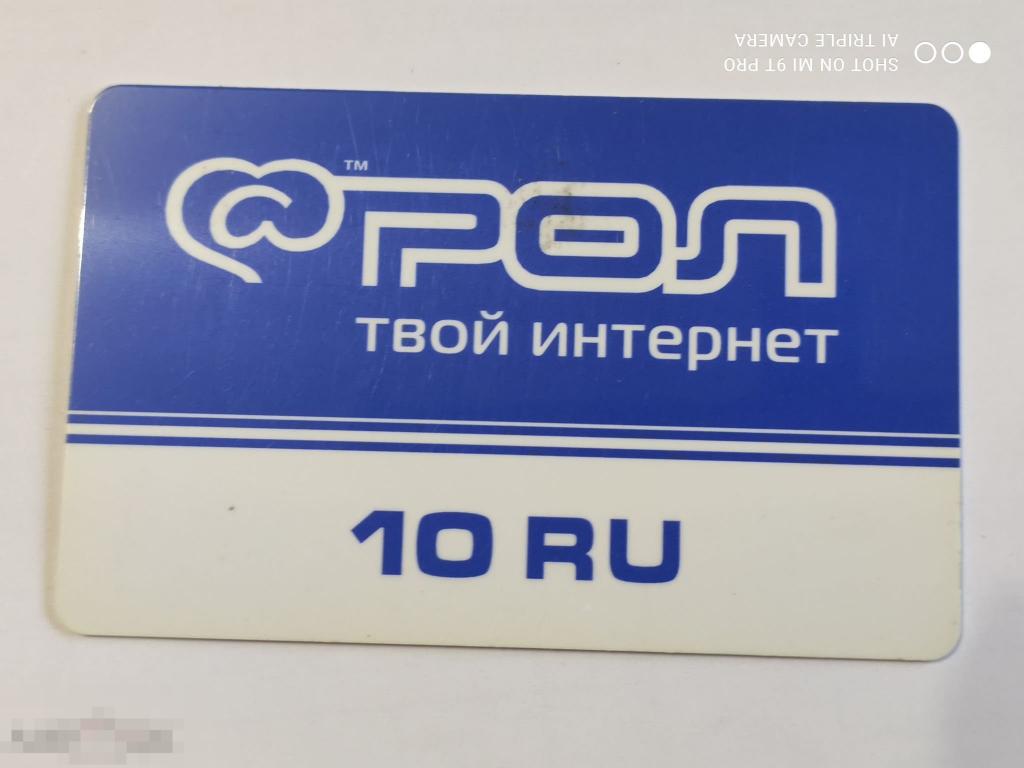 SHOT ON MI 9T PRO
AI TRIPLE CAMERA
@ РОЛ ™
твой интернет
10 RU